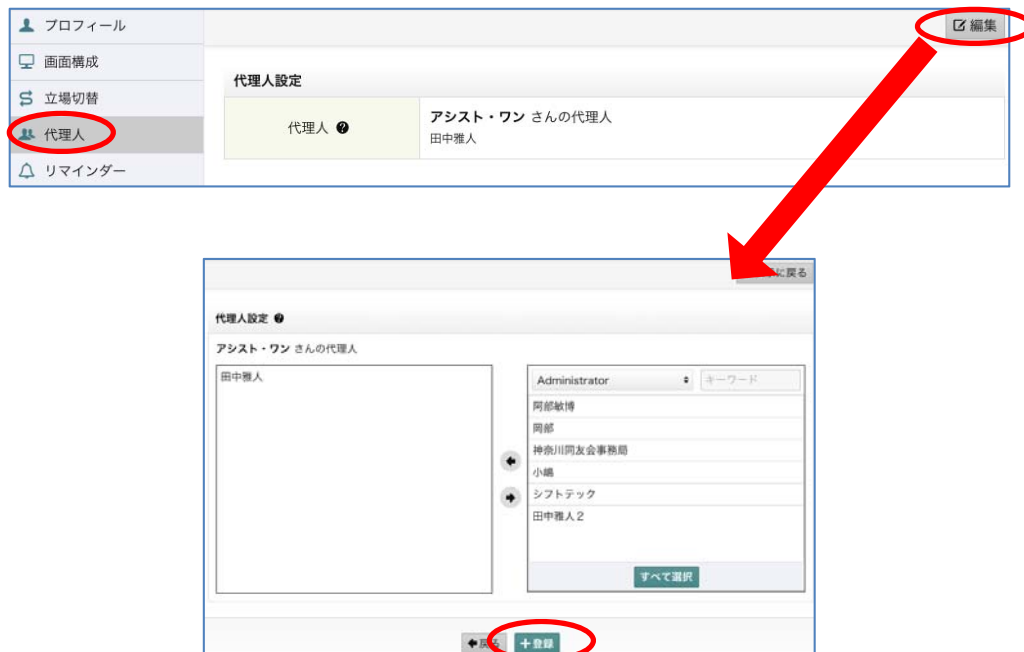 プロフィール
編集
画面構成
代理人設定
立場切替
代理人
アシスト・ワン さんの代理人
田中雅人
代理人
リマインダー
に戻る
代理人設定
アシスト・ワン さんの代理人
田中雅人
Administrator
キーワード
阿部敏博
岡部
神奈川同友会事務局
小嶋
シフトテック
田中雅人2
すべて選択
戻る
登録